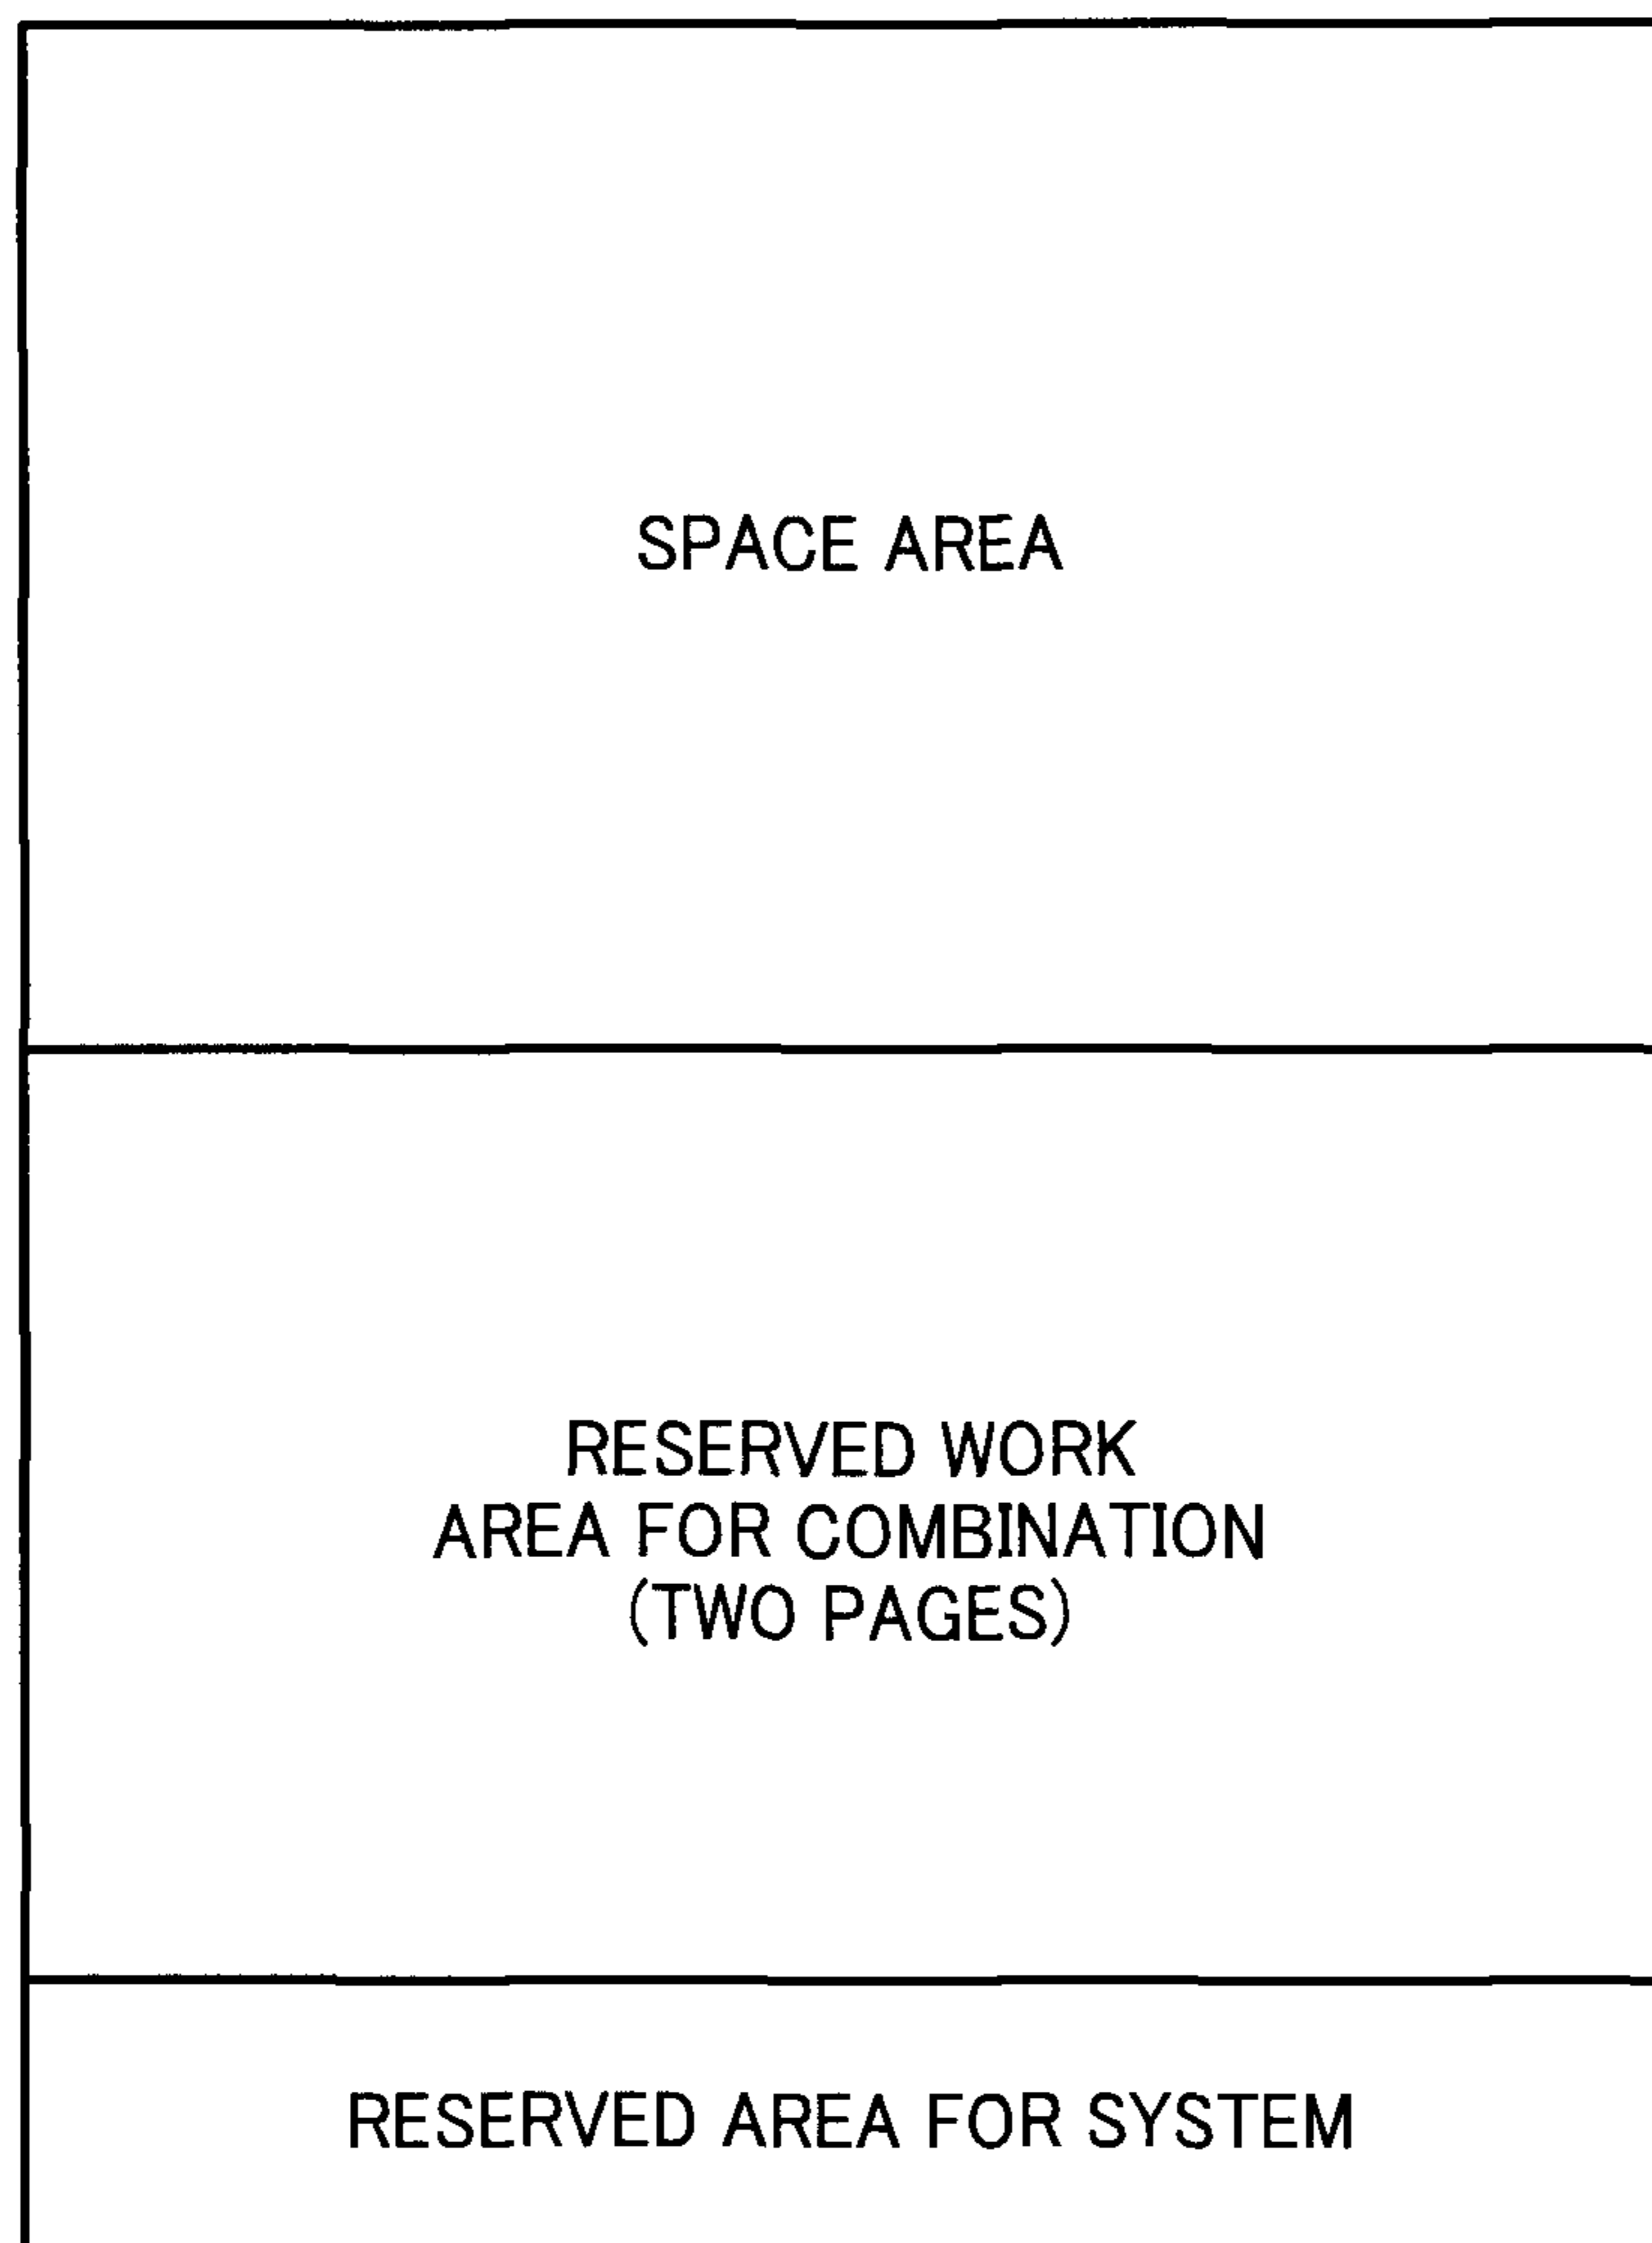 SPACE AREA
RESERVED WORK
AREA FOR COMBINATION
(TWO PAGES)
RESERVED AREA FOR SYSTEM